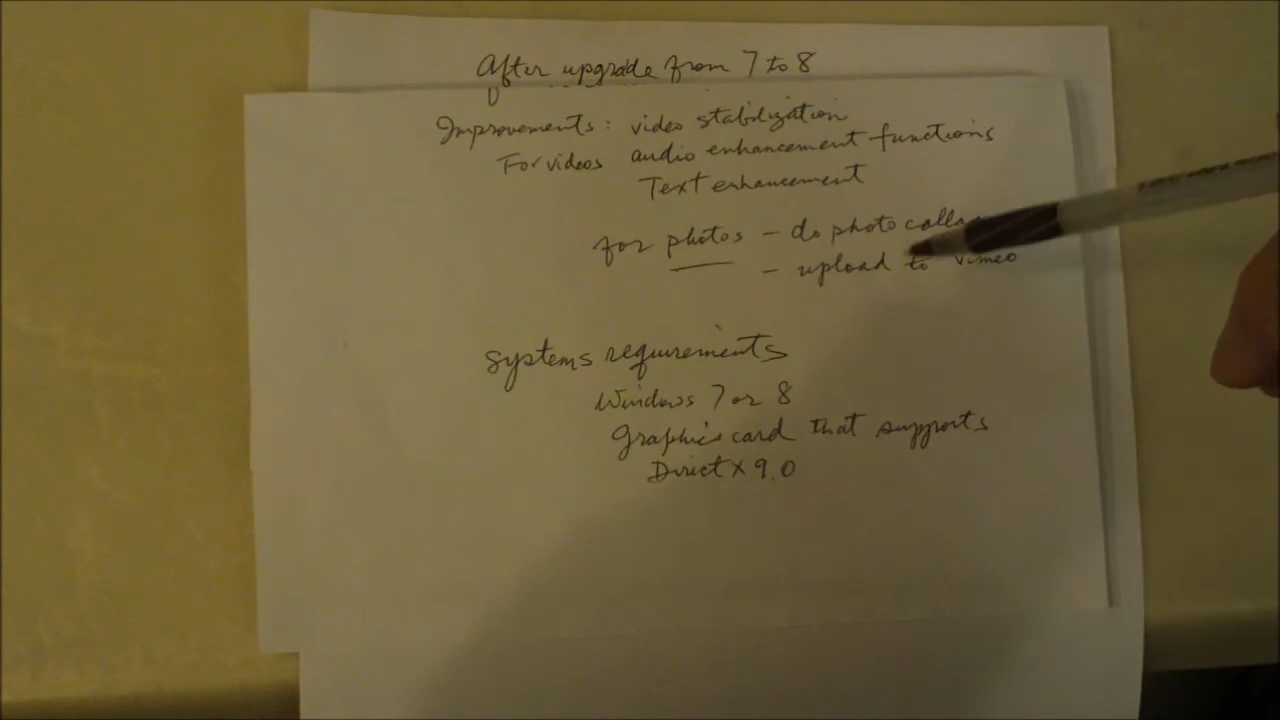 After upgrade from 7 to 8
Improvements: video stabilization
For videos audio enhancement functions
Text enhancement
for photos - do photo
- upload to Vimeo
systems requirements
Windows 7 or 8
Graphics card that supports
Direct X 9.0